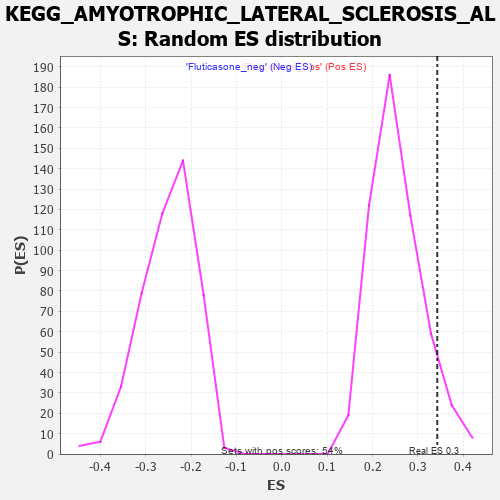 KEGG_AMYOTROPHIC_LATERAL_SCLEROSIS_AL
S: Random ES distribution
'Fluticasone_neg' (Neg ES)
os' (Pos ES)
190
180
170
160
150
140
130
120
110
100
90
80
70
60
50
40
30
20
10
0
P(ES)
Sets with pos scores: 54%
Real ES 0.3
-0.4 -0.3 -0.2 -0.1 0.0 0.1 0.2 0.3 0.4
ES